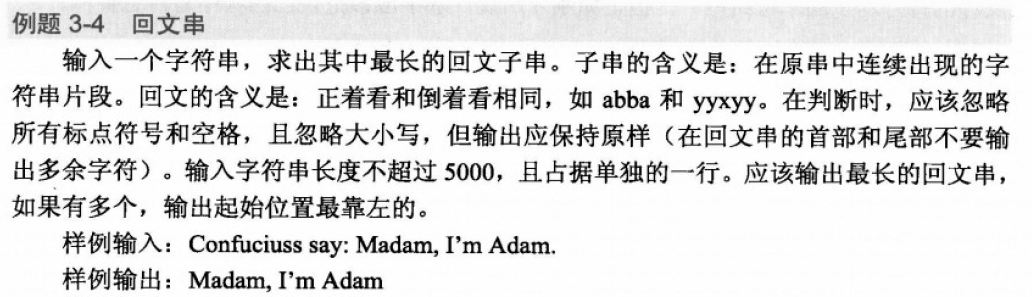 例题 3-4 回文串
输入一个字符串，求出其中最长的回文子串。子串的含义是：在原串中连续出现的字
符串片段。回文的含义是：正着看和倒着看相同，如 abba 和 yyxyy。在判断时，应该忽略
所有标点符号和空格，且忽略大小写，但输出应保持原样（在回文串的首部和尾部不要输
出多余字符）。输入字符串长度不超过 5000，且占据单独的一行。应该输出最长的回文串，
如果有多个，输出起始位置最靠左的。
样例输入：Confuciuss say: Madam, I’m Adam.
样例输出：Madam, I’m Adam